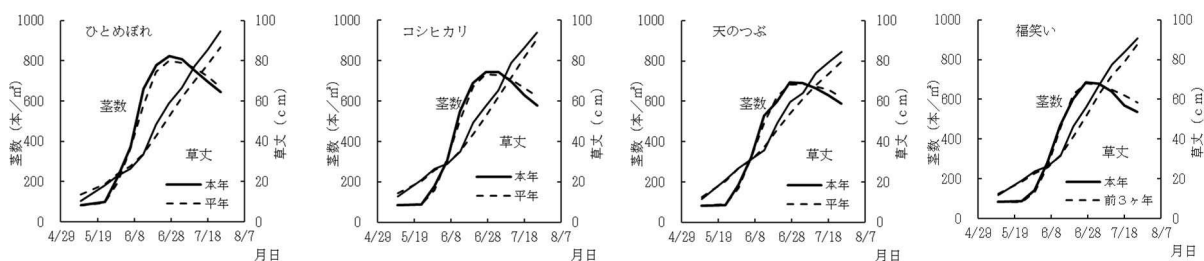 ひとめぼれ
1000
800
600
400
200
0
茎数（本/㎡）
100
80
60
40
20
0
草丈（cm）
茎数
草丈
本年
平年
4/29 5/19 6/8 6/28 7/18 8/7
月日
コシヒカリ
1000
800
600
400
200
0
茎数（本/㎡）
100
80
60
40
20
0
草丈（cm）
茎数
草丈
本年
平年
4/29 5/19 6/8 6/28 7/18 8/7
月日
天のつぶ
1000
800
600
400
200
0
茎数（本/㎡）
100
80
60
40
20
0
草丈（cm）
茎数
草丈
本年
平年
4/29 5/19 6/8 6/28 7/18 8/7
月日
福笑い
1000
800
600
400
200
0
茎数（本/㎡）
100
80
60
40
20
0
草丈（cm）
茎数
草丈
本年
前３ヶ年
4/29 5/19 6/8 6/28 7/18 8/7
月日